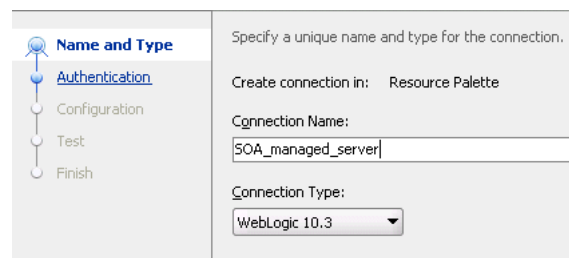 Name and Type
Authentication
Configuration
Test
Finish
Specify a unique name and type for the connection.
Create connection in: Resource Palette
Connection Name:
SOA_managed_server
Connection Type:
WebLogic 10.3